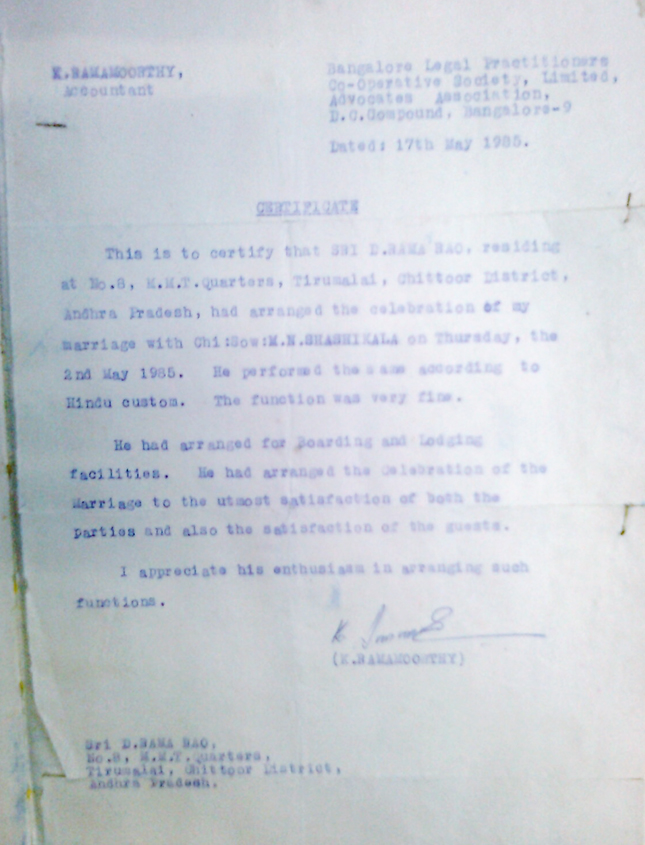 K.RAMAMOORTHY,
Accountant
Bangalore Legal Practitioners
Co-Operative Society, Limited,
Advocates Association,
D.C.Compound, Bangalore-9
Dated: 17th May 1985.
CERTIFICATE
This is to certify that SRI D.RAMA RAO, residing
at No.8, M.M.T.Quarters, Tirumalai, Chittoor District,
Andhra Pradesh, had arranged the celebration of my
marriage with Chi:Sow:M.N.SHASHIKALA on Thursday, the
2nd May 1985. He performed the same according to
Hindu custom. The function was very fine.
He had arranged for Boarding and Lodging
facilities. He had arranged the Celebration of the
Marriage to the utmost satisfaction of both the
parties and also the satisfaction of the guests.
I appreciate his enthusiasm in arranging such
functions.
K
(K.RAMAMOORTHY)
Sri D.RAMA RAO,
No.8, M.M.T.Quarters,
Tirumalai, Chittoor District,
Andhra Pradesh.